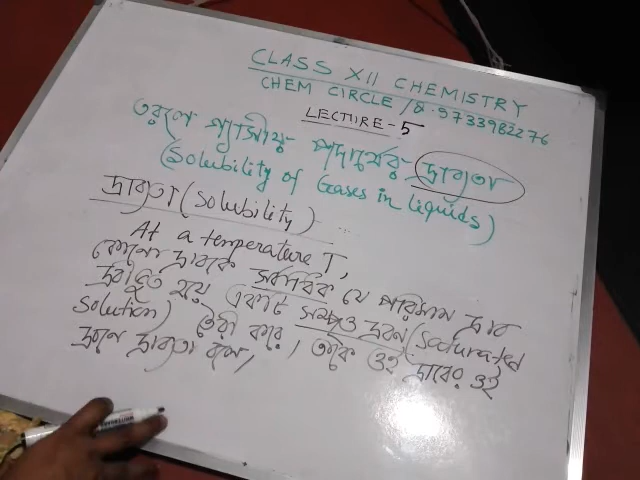 CLASS XII CHEMISTRY
CHEM CIRCLE / ✆. 9733982276
LECTURE - 5
তরলে গ্যাসীয় পদার্থের দ্রাব্যতা
(Solubility of Gases in liquids)
দ্রাব্যতা (Solubility)
At a temperature T,
কোনো দ্রাবকে সর্বাধিক যে পরিমান দ্রাব
দ্রবীভূত হয়ে একটি সম্পৃক্ত দ্রবণ (Saturated
Solution) তৈরী করে। তাকে ওই দ্রাবের ওই
দ্রবণে দ্রাব্যতা বলে।